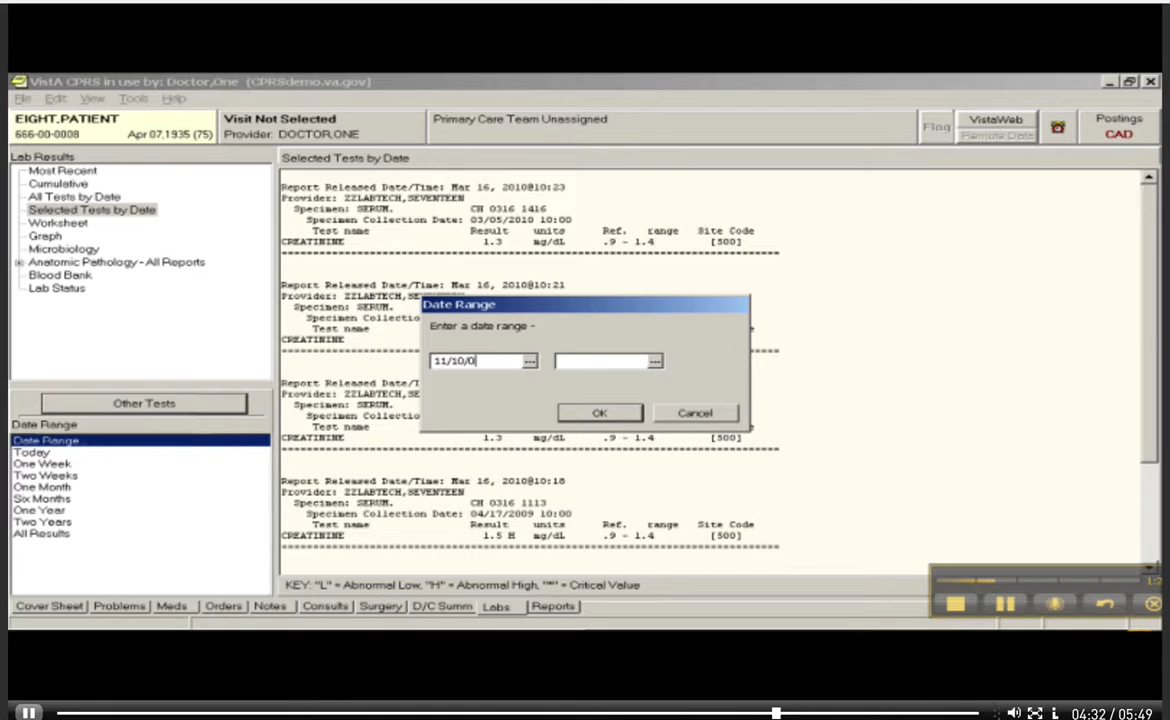 VistA CPRS in use by: Doctor,One (CPRSdemo.va.gov)
File Edit View Tools Help
EIGHT,PATIENT
666-00-0008 Apr 07,1935 (75)
Visit Not Selected
Provider: DOCTOR,ONE
Primary Care Team Unassigned
Flag
VistaWeb
Remote Data
Postings
CAD
Lab Results
Most Recent
Cumulative
All Tests by Date
Selected Tests by Date
Worksheet
Graph
Microbiology
Anatomic Pathology - All Reports
Blood Bank
Lab Status
Other Tests
Date Range
Date Range...
Today
One Week
Two Weeks
One Month
Six Months
One Year
Two Years
All Results
Selected Tests by Date
Report Released Date/Time: Mar 16, 2010@10:23
Provider: ZZLABTECH,SEVENTEEN
Specimen: SERUM. CH 0316 1416
Specimen Collection Date: 03/05/2010 10:00
Test name Result units Ref. range Site Code
CREATININE 1.3 mg/dL .9 - 1.4 [500]
Report Released Date/Time: Mar 16, 2010@10:21
Provider: ZZLABTECH,SE
Specimen: SERUM.
Specimen Collectio
Test name
CREATININE
Report Released Date/T
Provider: ZZLABTECH,SE
Specimen: SERUM.
Specimen Collectio
Test name
CREATININE 1.3 mg/dL .9 - 1.4 [500]
Report Released Date/Time: Mar 16, 2010@10:18
Provider: ZZLABTECH,SEVENTEEN
Specimen: SERUM. CH 0316 1113
Specimen Collection Date: 04/17/2009 10:00
Test name Result units Ref. range Site Code
CREATININE 1.5 H mg/dL .9 - 1.4 [500]
KEY: "L" = Abnormal Low, "H" = Abnormal High, "*" = Critical Value
Date Range
Enter a date range -
11/10/0
... ...
OK Cancel
Cover Sheet Problems Meds Orders Notes Consults Surgery D/C Summ Labs Reports
04:32 / 05:49